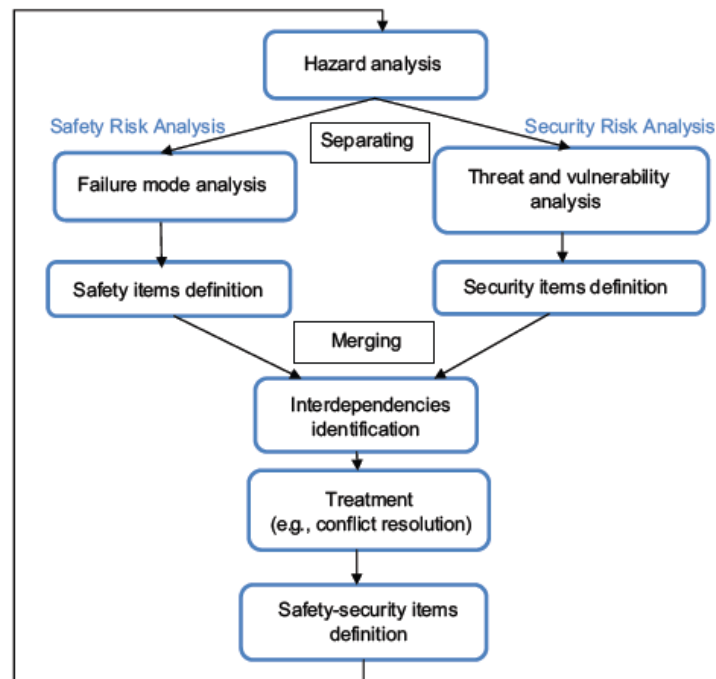 Hazard analysis
Safety Risk Analysis
Separating
Security Risk Analysis
Failure mode analysis
Threat and vulnerability
analysis
Safety items definition
Security items definition
Merging
Interdependencies
identification
Treatment
(e.g., conflict resolution)
Safety-security items
definition